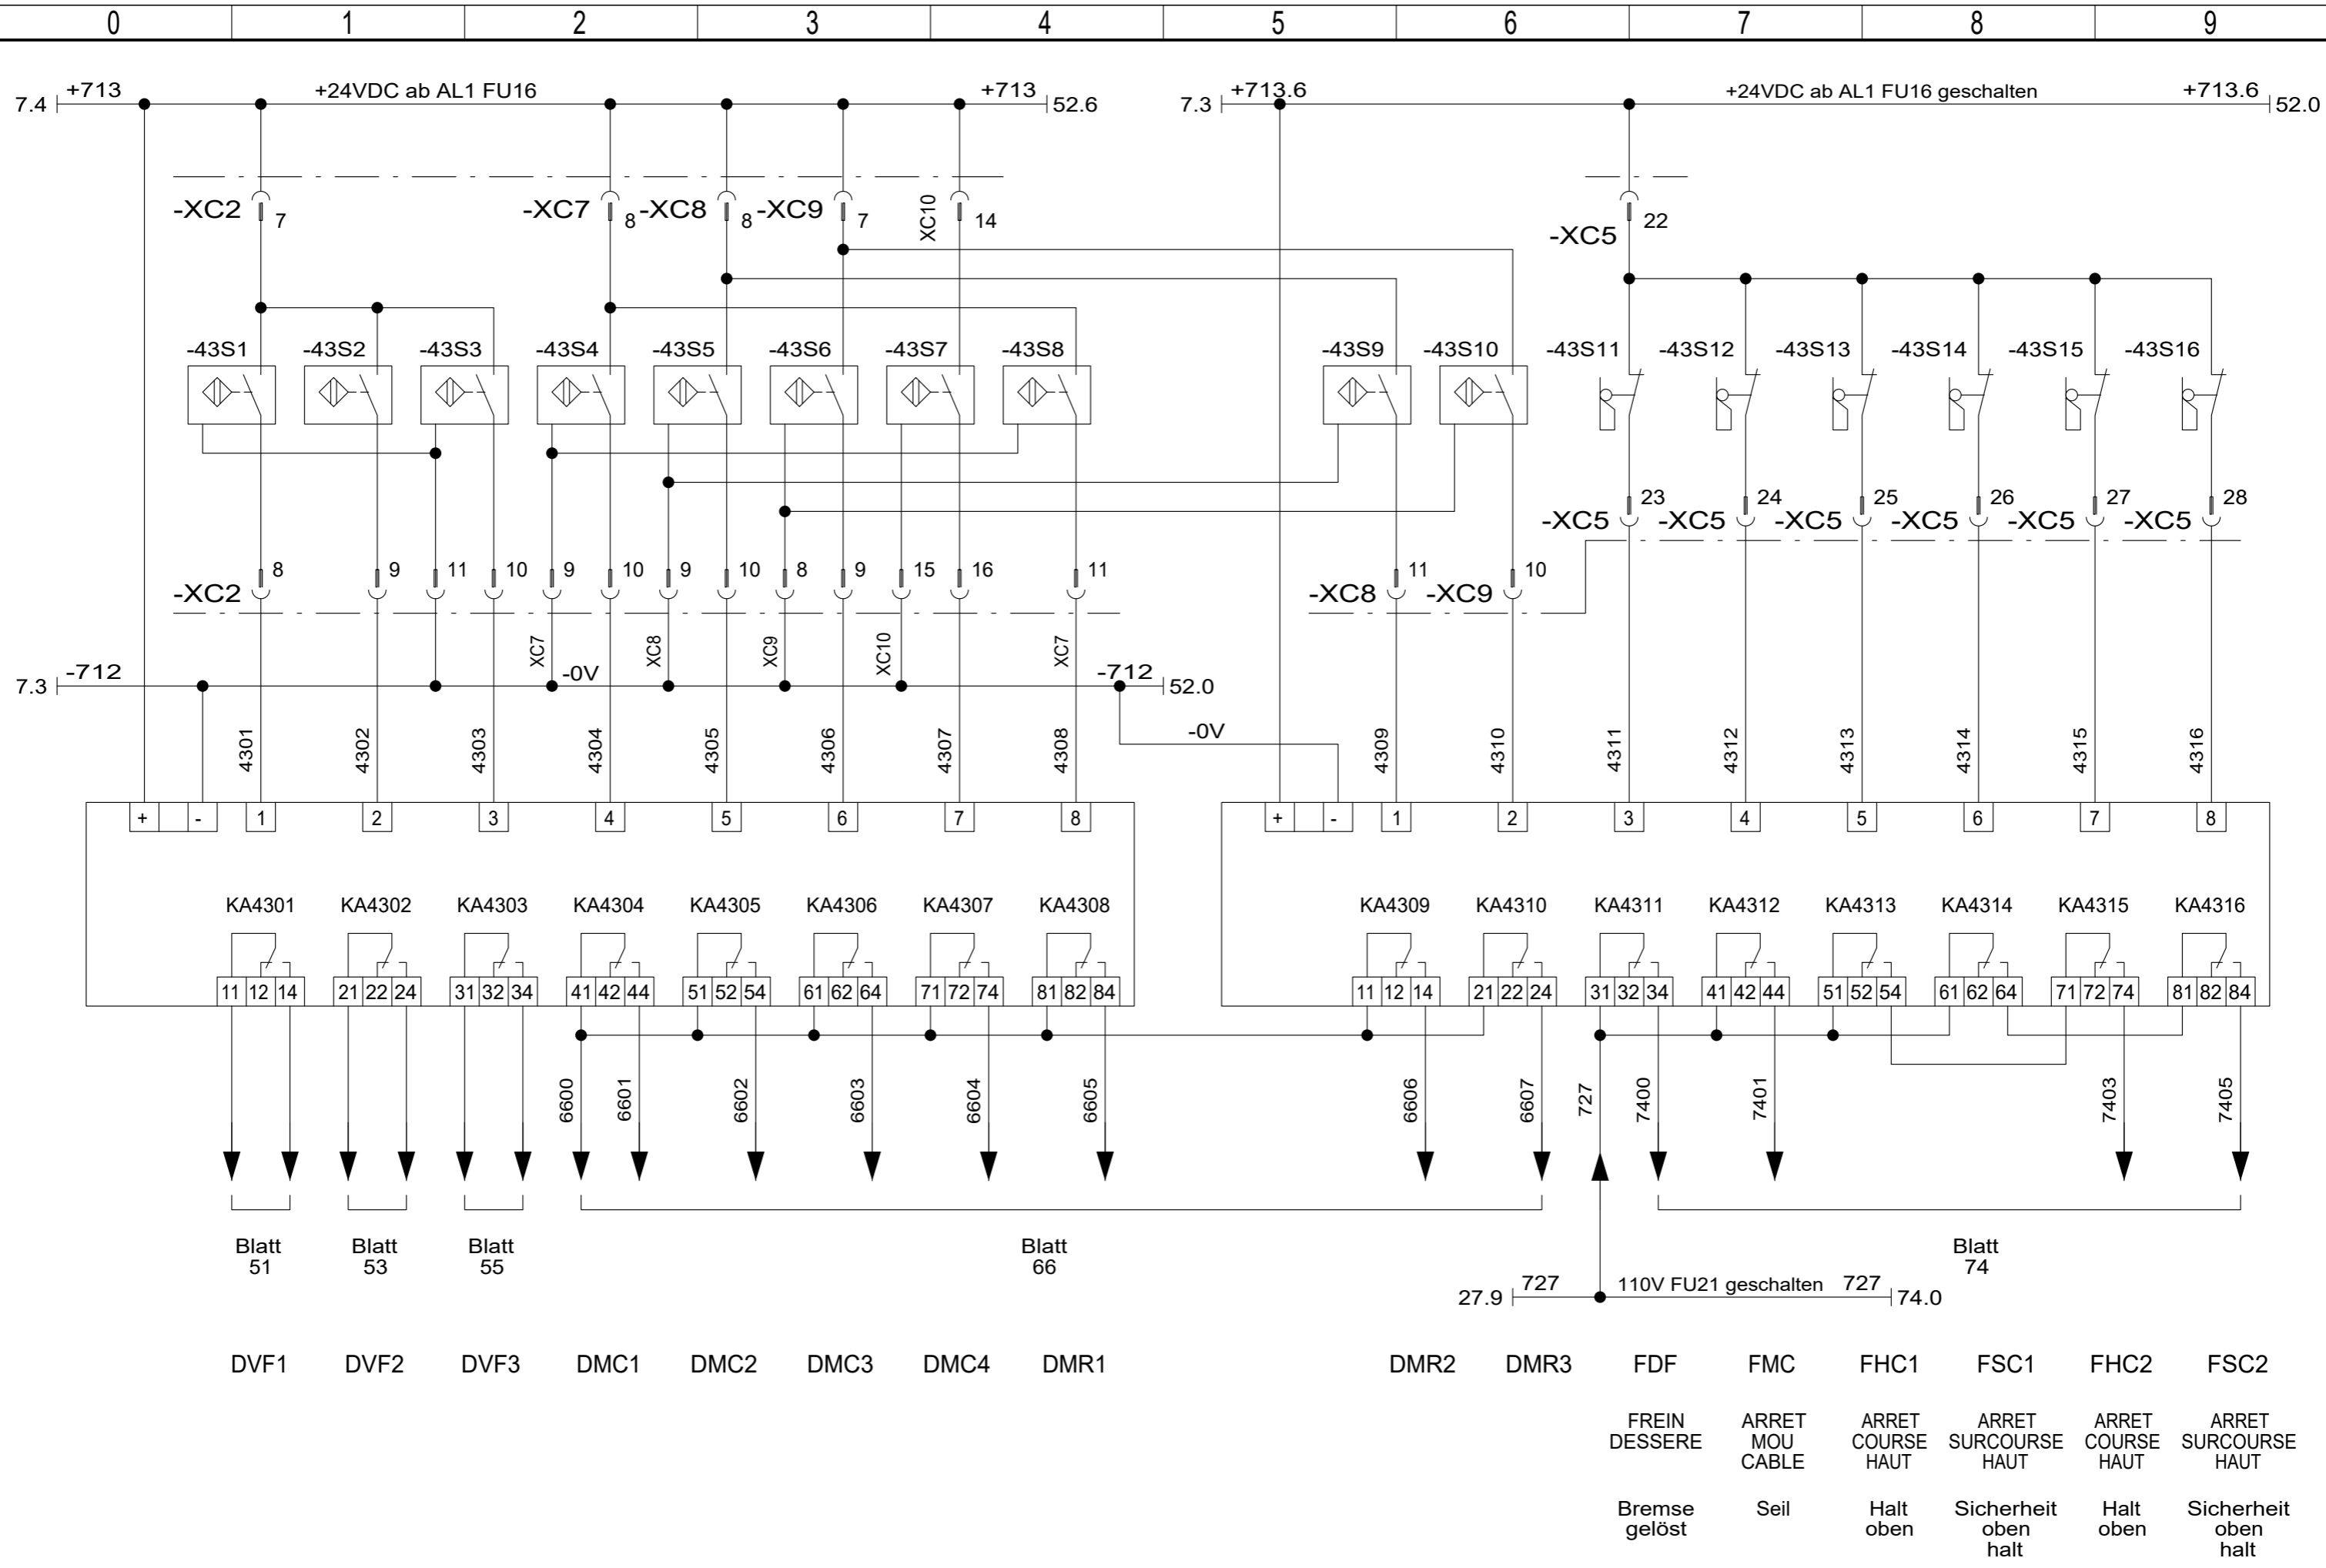 0 1 2 3 4 5 6 7 8 9
+713 +24VDC ab AL1 FU16 +713 +713.6 +24VDC ab AL1 FU16 geschalten +713.6
7.4 52.6 7.3 52.0
-XC2 7 -XC7 8 -XC8 8 -XC9 7 XC10 14 22
-XC5
-43S1 -43S2 -43S3 -43S4 -43S5 -43S6 -43S7 -43S8 -43S9 -43S10 -43S11 -43S12 -43S13 -43S14 -43S15 -43S16
23 24 25 26 27 28
-XC5 -XC5 -XC5 -XC5 -XC5 -XC5
8 9 11 10 9 10 9 10 8 9 15 16 11 11 10
-XC2 -XC8 -XC9
XC7 XC8 XC9 XC10 XC7
-712 -0V -712
7.3 52.0
-0V
4301 4302 4303 4304 4305 4306 4307 4308 4309 4310 4311 4312 4313 4314 4315 4316
+ - 1 2 3 4 5 6 7 8 + - 1 2 3 4 5 6 7 8
KA4301 KA4302 KA4303 KA4304 KA4305 KA4306 KA4307 KA4308 KA4309 KA4310 KA4311 KA4312 KA4313 KA4314 KA4315 KA4316
11 12 14 21 22 24 31 32 34 41 42 44 51 52 54 61 62 64 71 72 74 81 82 84 11 12 14 21 22 24 31 32 34 41 42 44 51 52 54 61 62 64 71 72 74 81 82 84
6600 6601 6602 6603 6604 6605 6606 6607 727 7400 7401 7403 7405
Blatt Blatt Blatt Blatt Blatt
51 53 55 66 74
27.9 727 110V FU21 geschalten 727 74.0
DVF1 DVF2 DVF3 DMC1 DMC2 DMC3 DMC4 DMR1 DMR2 DMR3 FDF FMC FHC1 FSC1 FHC2 FSC2
FREIN ARRET ARRET ARRET ARRET ARRET
DESSERE MOU COURSE SURCOURSE COURSE SURCOURSE
CABLE HAUT HAUT HAUT HAUT
Bremse Seil Halt Sicherheit Halt Sicherheit
gelöst oben oben oben oben
halt halt